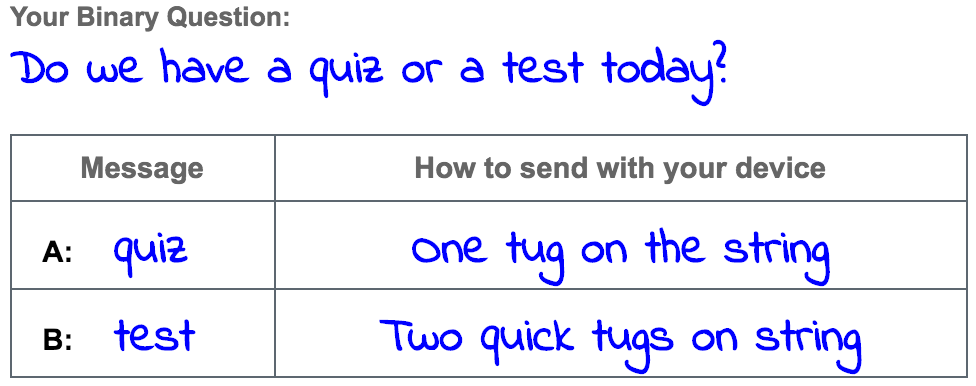 Your Binary Question:
Do we have a quiz or a test today?
Message How to send with your device
A: quiz One tug on the string
B: test Two quick tugs on string